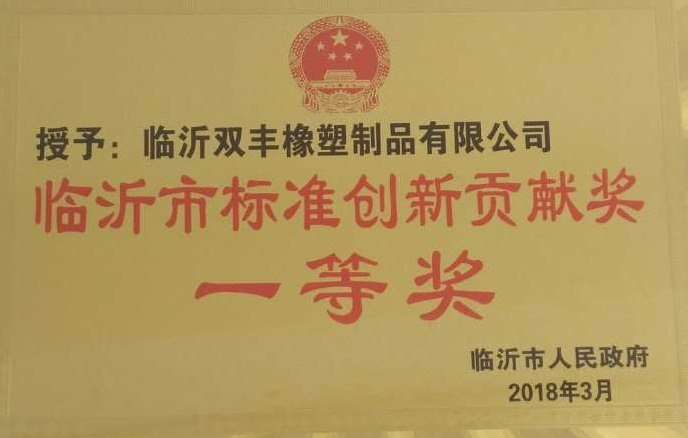 授予：临沂双丰橡塑制品有限公司
临沂市标准创新贡献奖
一等奖
临沂市人民政府
2018年3月